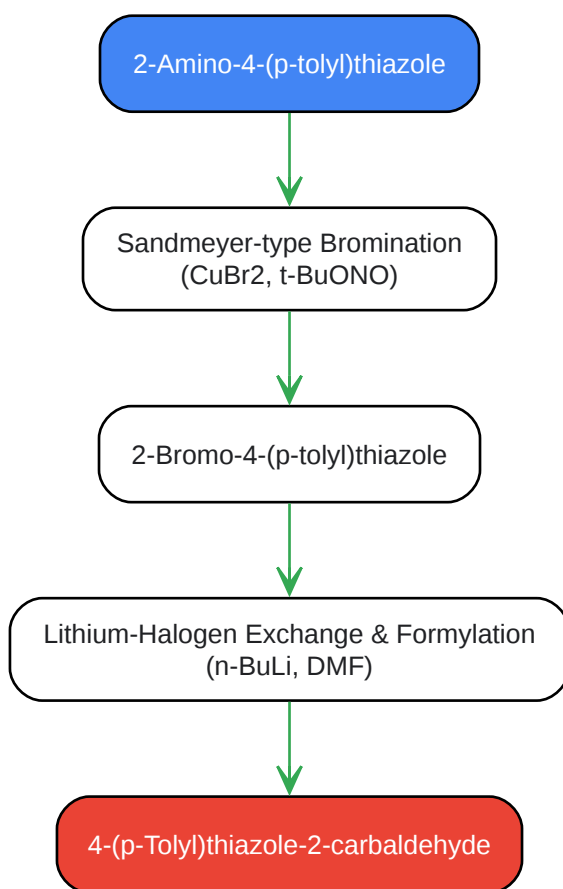 2-Amino-4-(p-tolyl)thiazole
Sandmeyer-type Bromination
(CuBr2, t-BuONO)
2-Bromo-4-(p-tolyl)thiazole
Lithium-Halogen Exchange & Formylation
(n-BuLi, DMF)
4-(p-Tolyl)thiazole-2-carbaldehyde